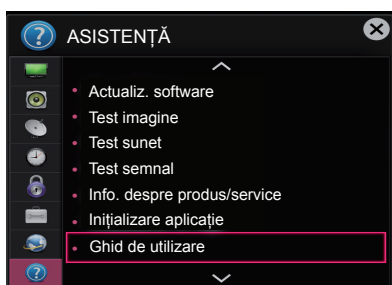 ASISTENȚĂ
Actualiz. software
Test imagine
Test sunet
Test semnal
Info. despre produs/service
Inițializare aplicație
Ghid de utilizare